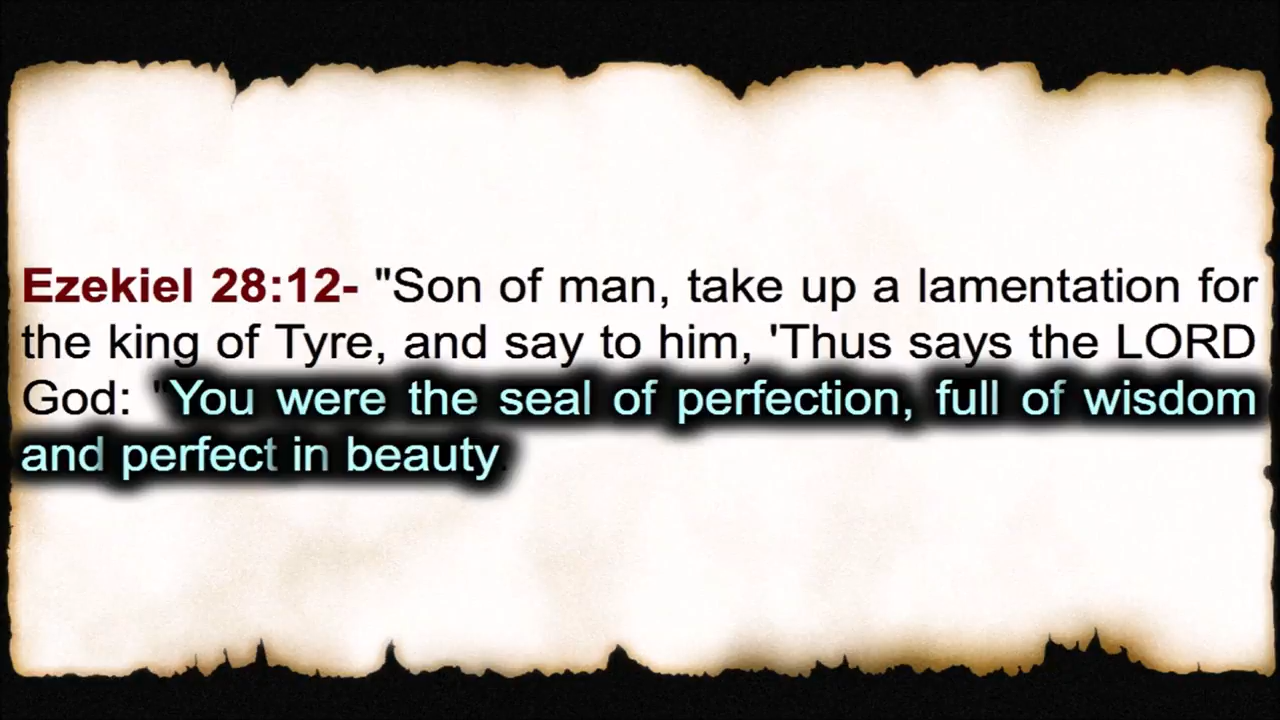 Ezekiel 28:12- "Son of man, take up a lamentation for
the king of Tyre, and say to him, 'Thus says the LORD
God: "You were the seal of perfection, full of wisdom
and perfect in beauty.